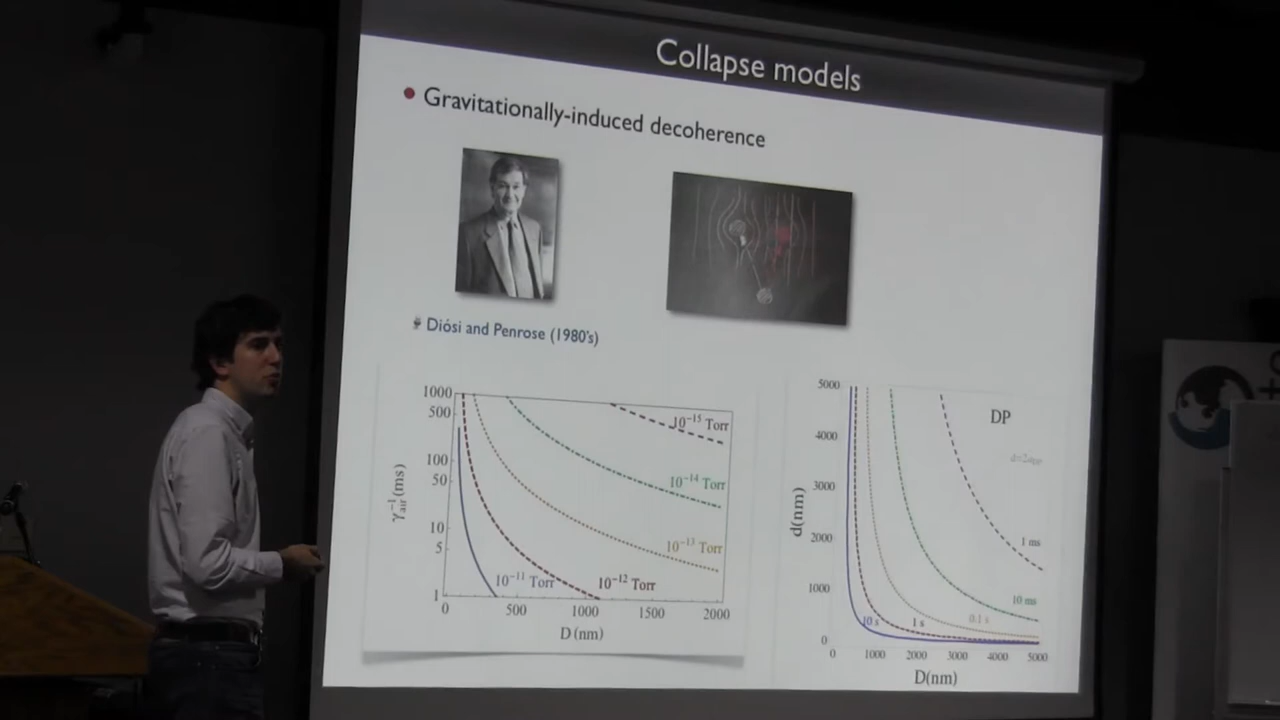 Collapse models
Gravitationally-induced decoherence
Diósi and Penrose (1980's)
1000
500
100
50
10
5
1
γ⁻¹air (ms)
10⁻¹⁵ Torr
10⁻¹⁴ Torr
10⁻¹³ Torr
10⁻¹¹ Torr
10⁻¹² Torr
0 500 1000 1500 2000
D (nm)
5000
4000
3000
2000
1000
0
d(nm)
DP
1 ms
10 ms
10 s 1 s 0.1 s
0 1000 2000 3000 4000 5000
D(nm)